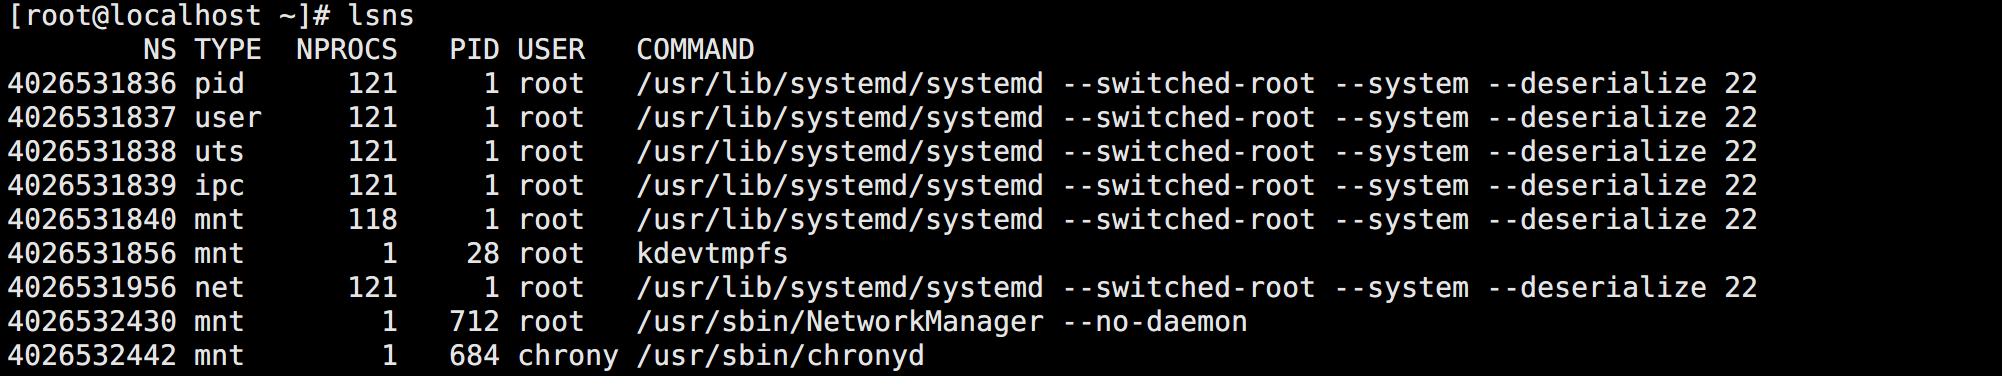 [root@localhost ~]# lsns
        NS TYPE  NPROCS   PID USER   COMMAND
4026531836 pid      121     1 root   /usr/lib/systemd/systemd --switched-root --system --deserialize 22
4026531837 user     121     1 root   /usr/lib/systemd/systemd --switched-root --system --deserialize 22
4026531838 uts      121     1 root   /usr/lib/systemd/systemd --switched-root --system --deserialize 22
4026531839 ipc      121     1 root   /usr/lib/systemd/systemd --switched-root --system --deserialize 22
4026531840 mnt      118     1 root   /usr/lib/systemd/systemd --switched-root --system --deserialize 22
4026531856 mnt        1    28 root   kdevtmpfs
4026531956 net      121     1 root   /usr/lib/systemd/systemd --switched-root --system --deserialize 22
4026532430 mnt        1   712 root   /usr/sbin/NetworkManager --no-daemon
4026532442 mnt        1   684 chrony /usr/sbin/chronyd